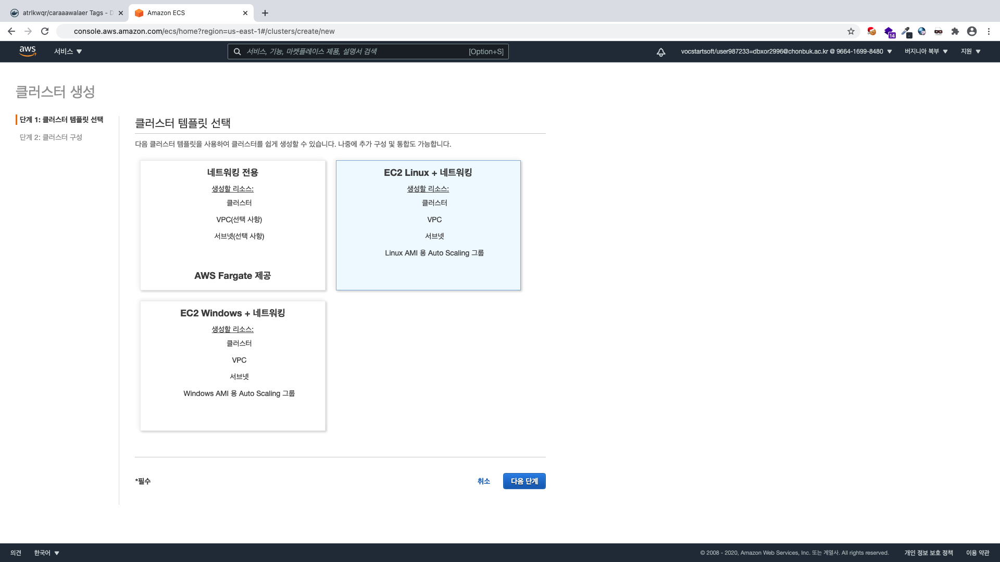 atrlkwqr/caraaawalaer Tags - D
Amazon ECS
console.aws.amazon.com/ecs/home?region=us-east-1#/clusters/create/new
14
aws
서비스
서비스, 기능, 마켓플레이스 제품, 설명서 검색
[Option+S]
vocstartsoft/user987233=dbxor2996@chonbuk.ac.kr @ 9664-1699-8480
버지니아 북부
지원
클러스터 생성
단계 1: 클러스터 템플릿 선택
단계 2: 클러스터 구성
클러스터 템플릿 선택
다음 클러스터 템플릿을 사용하여 클러스터를 쉽게 생성할 수 있습니다. 나중에 추가 구성 및 통합도 가능합니다.
네트워킹 전용
생성할 리소스:
클러스터
VPC(선택 사항)
서브넷(선택 사항)
AWS Fargate 제공
EC2 Linux + 네트워킹
생성할 리소스:
클러스터
VPC
서브넷
Linux AMI 용 Auto Scaling 그룹
EC2 Windows + 네트워킹
생성할 리소스:
클러스터
VPC
서브넷
Windows AMI 용 Auto Scaling 그룹
*필수
취소
다음 단계
의견
한국어
© 2008 - 2020, Amazon Web Services, Inc. 또는 계열사. All rights reserved.
개인 정보 보호 정책
이용 약관